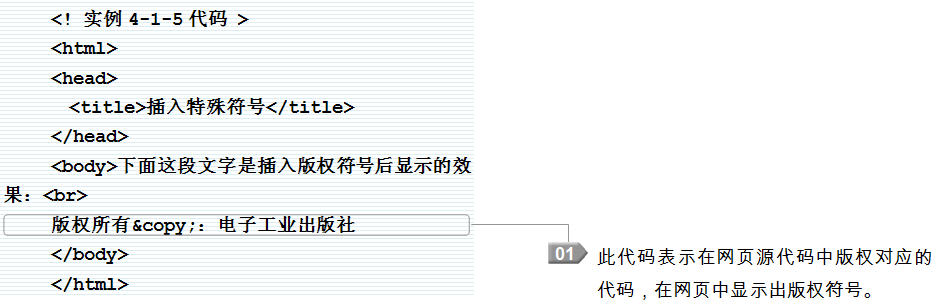 <! 实例 4-1-5 代码 >
<html>
<head>
<title>插入特殊符号</title>
</head>
<body>下面这段文字是插入版权符号后显示的效
果：<br>
版权所有&copy;：电子工业出版社
</body>
</html>
01 此代码表示在网页源代码中版权对应的
代码，在网页中显示出版权符号。